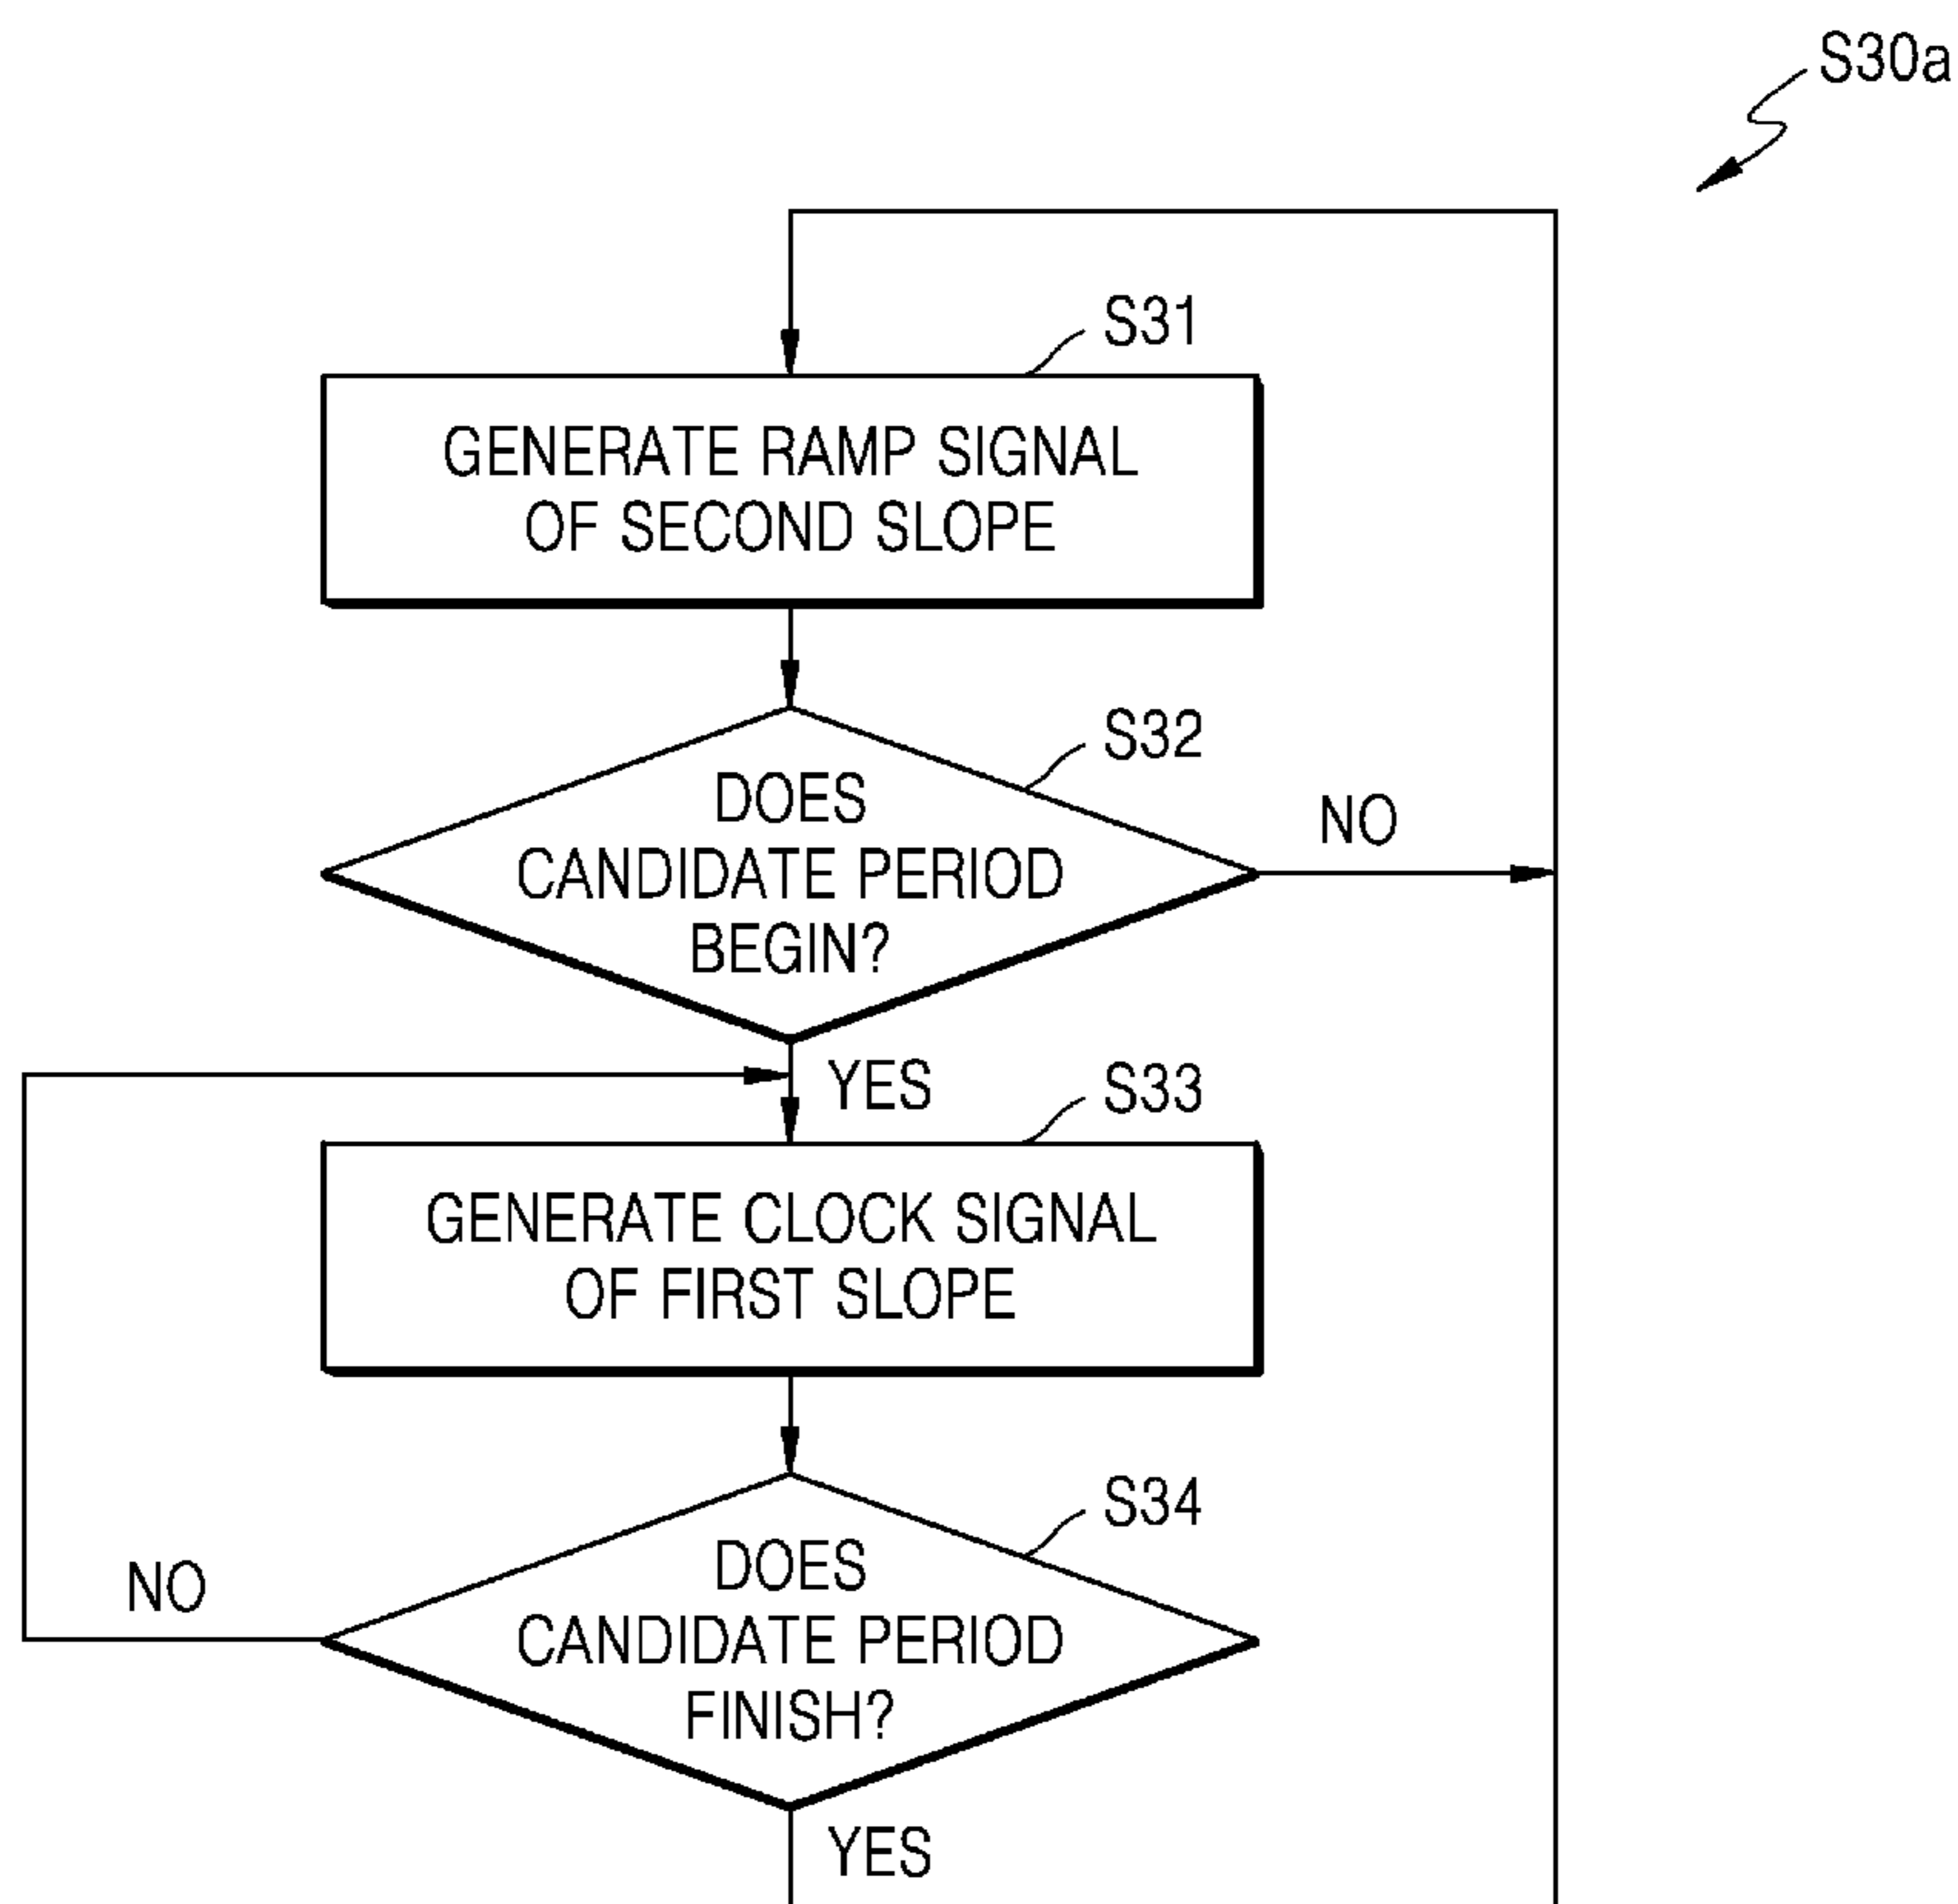 S30a
S31
GENERATE RAMP SIGNAL
OF SECOND SLOPE
S32
DOES
CANDIDATE PERIOD
BEGIN?
NO
YES
S33
GENERATE CLOCK SIGNAL
OF FIRST SLOPE
S34
DOES
CANDIDATE PERIOD
FINISH?
NO
YES